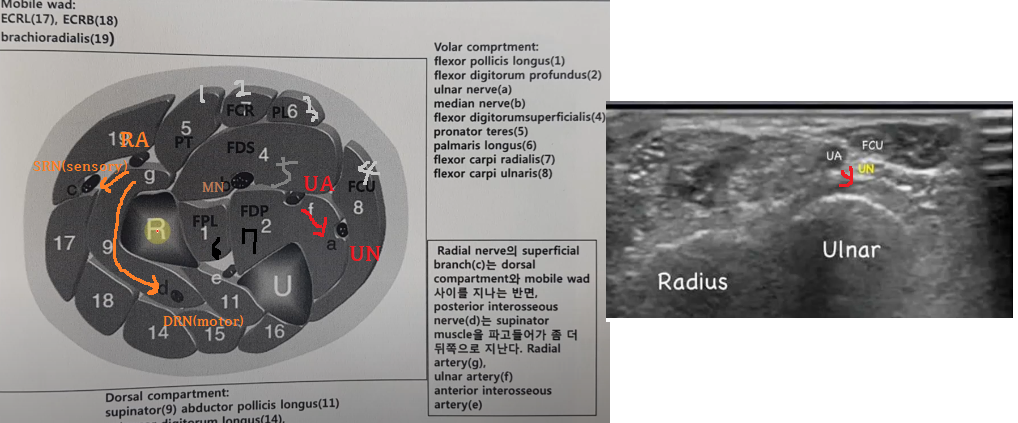 Mobile wad:
ECRL(17), ECRB(18)
brachioradialis(19)
Volar comprtment:
flexor pollicis longus(1)
flexor digitorum profundus(2)
ulnar nerve(a)
median nerve(b)
flexor digitorumsuperficialis(4)
pronator teres(5)
palmaris longus(6)
flexor carpi radialis(7)
flexor carpi ulnaris(8)
1 2 3
5 FCR PL6
PT
19 RA
FDS 4
5 4
SRN(sensory)
c g MN b UA FCU
f 8
R FPL FDP
1 2
6 7 a
UN
17 9 e U
d 11
18 DRN(motor)
14 15 16
Radial nerve의 superficial
branch(c)는 dorsal
compartment와 mobile wad
사이를 지나는 반면,
posterior interosseous
nerve(d)는 supinator
muscle을 파고들어가 좀 더
뒤쪽으로 지난다. Radial
artery(g),
ulnar artery(f)
anterior interosseous
artery(e)
Dorsal compartment:
supinator(9) abductor pollicis longus(11)
digitorum longus(14),
FCU
UA
UN
Ulnar
Radius